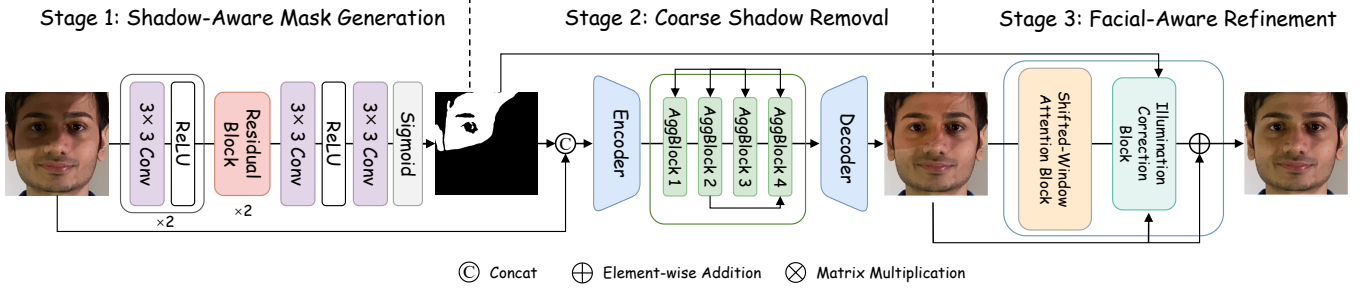 Stage 1: Shadow-Aware Mask Generation
Stage 2: Coarse Shadow Removal
Stage 3: Facial-Aware Refinement
3×3 Conv
ReLU
×2
Residual
Block
×2
3×3 Conv
ReLU
3×3 Conv
Sigmoid
C
Encoder
AggBlock 1
AggBlock 2
AggBlock 3
AggBlock 4
Decoder
Shifted-Window
Attention Block
Illumination
Correction
Block
C Concat
Element-wise Addition
Matrix Multiplication